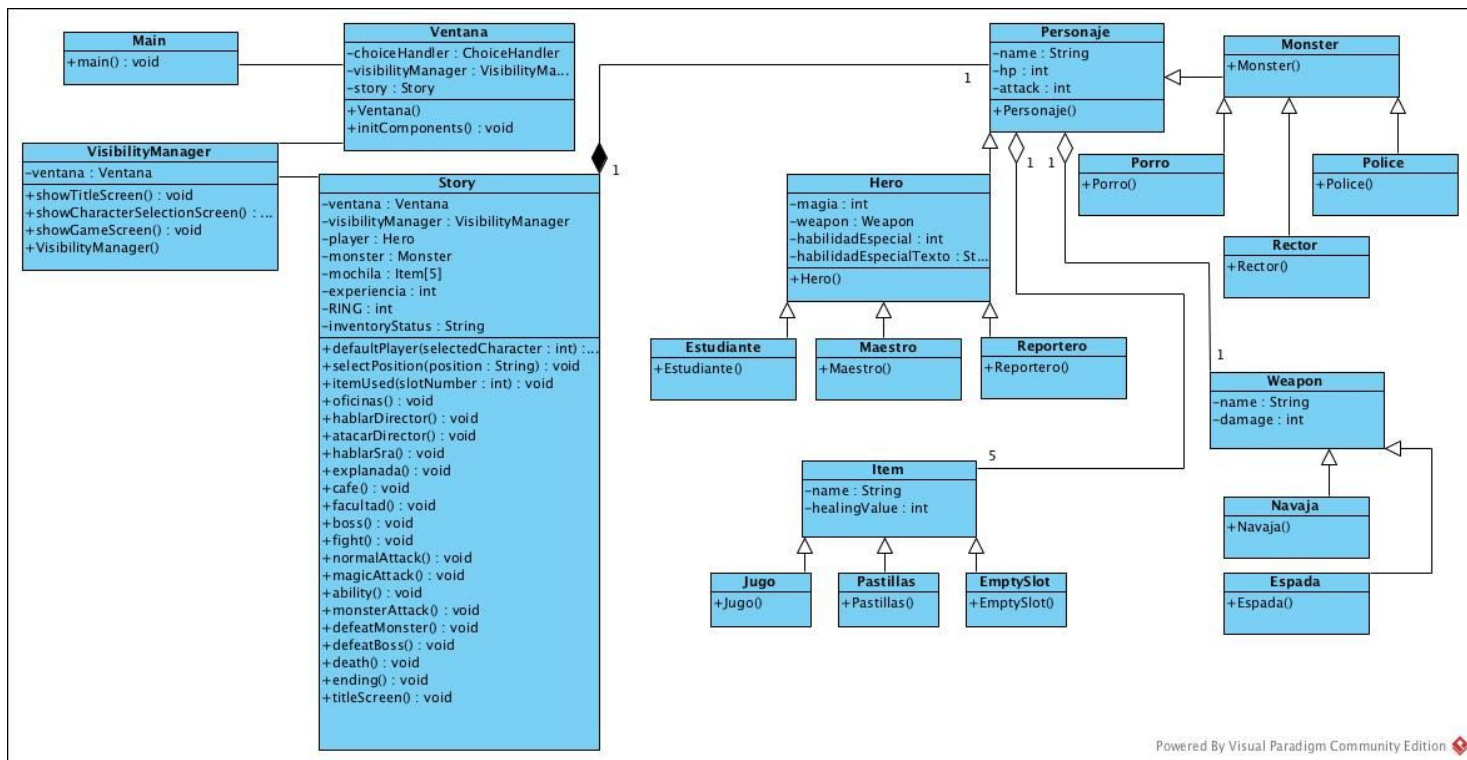 Main
+main() : void
Ventana
-choiceHandler : ChoiceHandler
-visibilityManager : VisibilityMa...
-story : Story
+Ventana()
+initComponents() : void
VisibilityManager
-ventana : Ventana
+showTitleScreen() : void
+showCharacterSelectionScreen() : ...
+showGameScreen() : void
+VisibilityManager()
Story
-ventana : Ventana
-visibilityManager : VisibilityManager
-player : Hero
-monster : Monster
-mochila : Item[5]
-experiencia : int
-RING : int
-inventoryStatus : String
+defaultPlayer(selectedCharacter : int) :...
+selectPosition(position : String) : void
+itemUsed(slotNumber : int) : void
+oficinas() : void
+hablarDirector() : void
+atacarDirector() : void
+hablarSra() : void
+explanada() : void
+cafe() : void
+facultad() : void
+boss() : void
+fight() : void
+normalAttack() : void
+magicAttack() : void
+ability() : void
+monsterAttack() : void
+defeatMonster() : void
+defeatBoss() : void
+death() : void
+ending() : void
+titleScreen() : void
1
1
Personaje
-name : String
-hp : int
-attack : int
+Personaje()
1
1
Monster
+Monster()
Porro
+Porro()
Police
+Police()
Rector
+Rector()
Hero
-magia : int
-weapon : Weapon
-habilidadEspecial : int
-habilidadEspecialTexto : St...
+Hero()
Estudiante
+Estudiante()
Maestro
+Maestro()
Reportero
+Reportero()
1
Weapon
-name : String
-damage : int
Navaja
+Navaja()
Espada
+Espada()
5
Item
-name : String
-healingValue : int
Jugo
+Jugo()
Pastillas
+Pastillas()
EmptySlot
+EmptySlot()
Powered By Visual Paradigm Community Edition